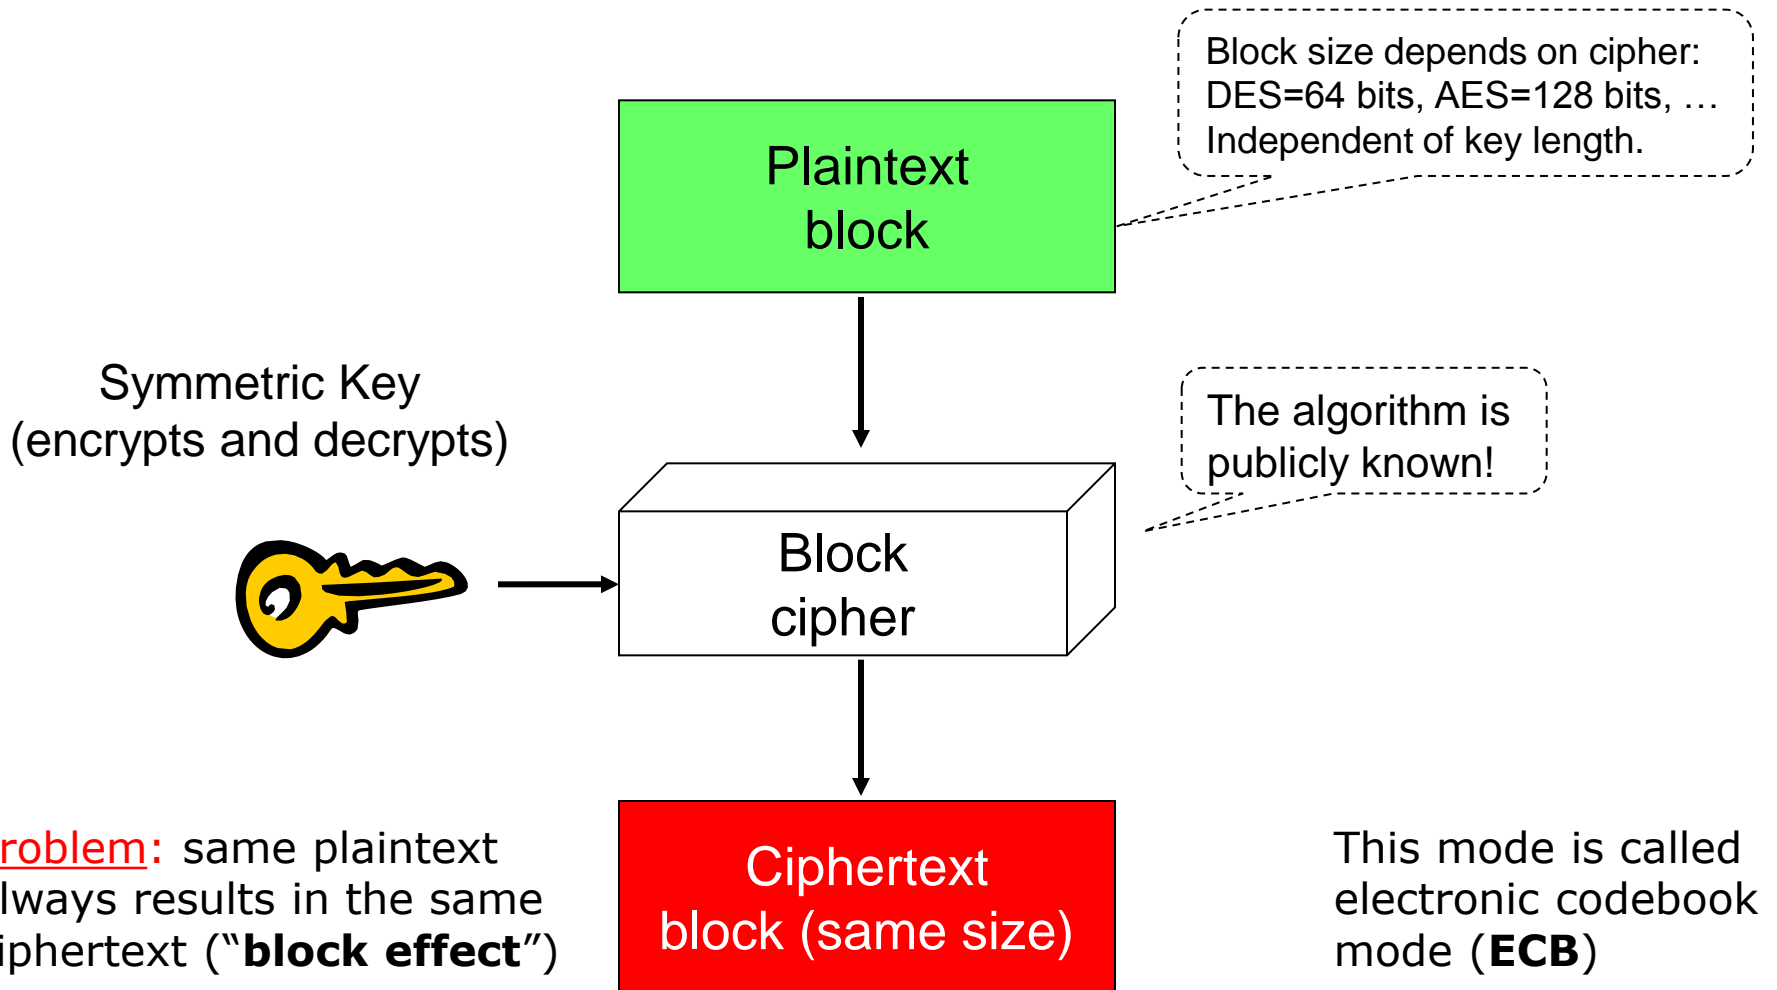 Block size depends on cipher:
DES=64 bits, AES=128 bits, …
Independent of key length.
Plaintext
block
Symmetric Key
(encrypts and decrypts)
The algorithm is
publicly known!
Block
cipher
roblem: same plaintext
lways results in the same
iphertext (“block effect”)
Ciphertext
block (same size)
This mode is called
electronic codebook
mode (ECB)